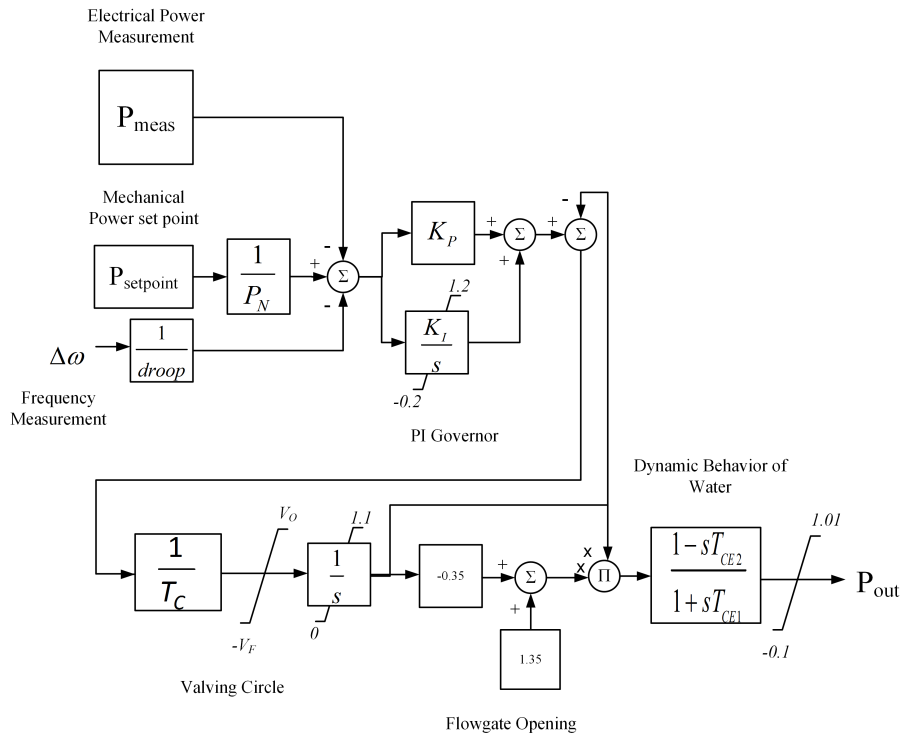 Electrical Power
Measurement
P_meas
Mechanical
Power set point
P_setpoint
1
P_N
Δω
1
droop
Frequency
Measurement
-
+
Σ
-
K_P
1.2
K_I
s
-0.2
PI Governor
+
+
Σ
+
-
Σ
1
T_C
V_O
-V_F
1.1
1
s
0
Valving Circle
-0.35
+
+
Σ
1.35
Flowgate Opening
x
x
Π
Dynamic Behavior of
Water
1 - sT_CE2
1 + sT_CE1
1.01
-0.1
P_out